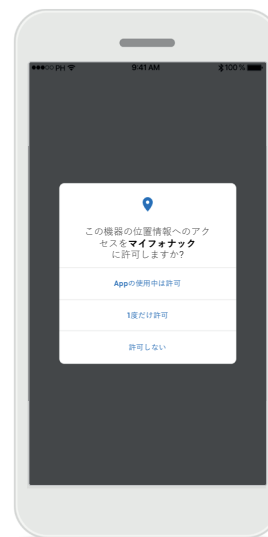 ●●●○○ PH 9:41 AM 100%
この機器の位置情報へのアク
セスをマイフォナック
に許可しますか?
Appの使用中は許可
1度だけ許可
許可しない